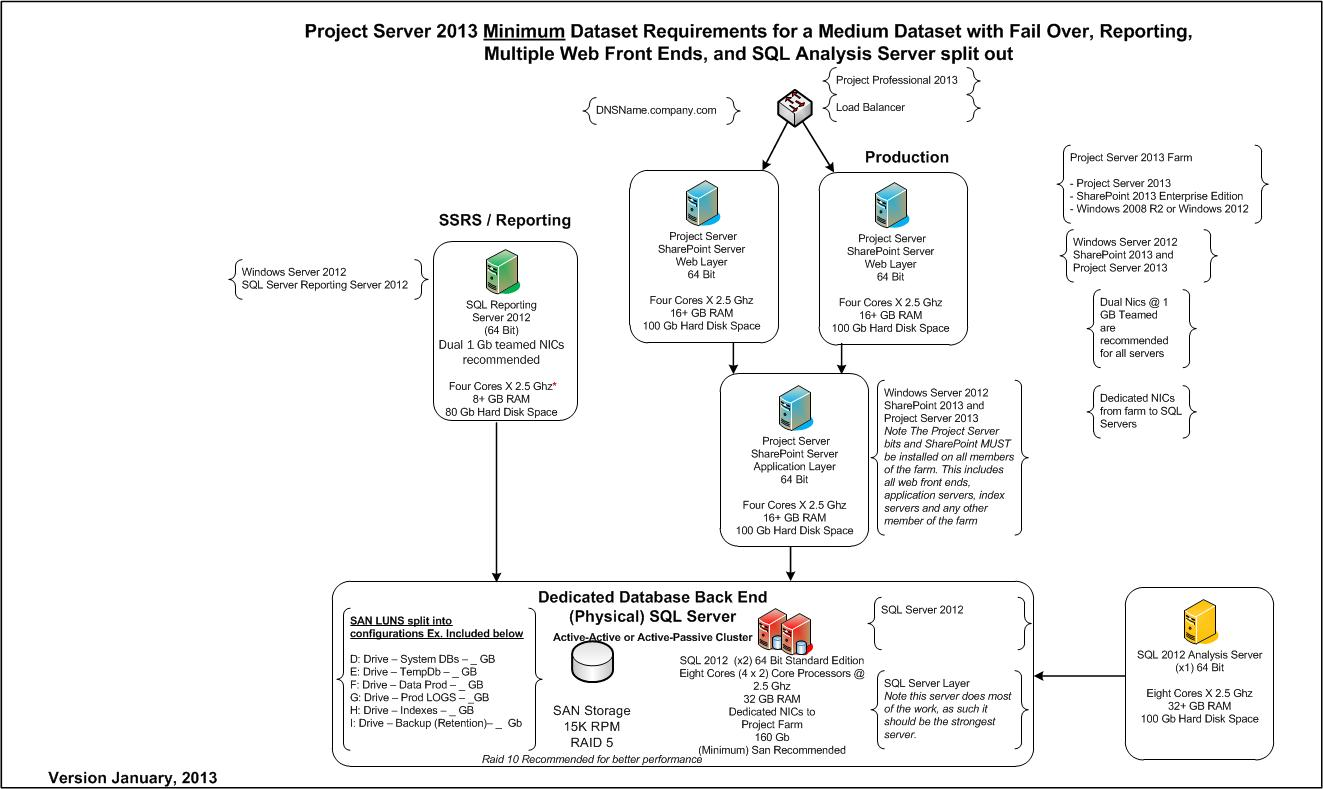 Project Server 2013 Minimum Dataset Requirements for a Medium Dataset with Fail Over, Reporting,
Multiple Web Front Ends, and SQL Analysis Server split out
DNSName.company.com
Project Professional 2013
Load Balancer
Production
Project Server
SharePoint Server
Web Layer
64 Bit
Four Cores X 2.5 Ghz
16+ GB RAM
100 Gb Hard Disk Space
Project Server
SharePoint Server
Web Layer
64 Bit
Four Cores X 2.5 Ghz
16+ GB RAM
100 Gb Hard Disk Space
Project Server 2013 Farm
- Project Server 2013
- SharePoint 2013 Enterprise Edition
- Windows 2008 R2 or Windows 2012
Windows Server 2012
SharePoint 2013 and
Project Server 2013
Dual Nics @ 1
GB Teamed
are
recommended
for all servers
Dedicated NICs
from farm to SQL
Servers
SSRS / Reporting
Windows Server 2012
SQL Server Reporting Server 2012
SQL Reporting
Server 2012
(64 Bit)
Dual 1 Gb teamed NICs
recommended
Four Cores X 2.5 Ghz*
8+ GB RAM
80 Gb Hard Disk Space
Project Server
SharePoint Server
Application Layer
64 Bit
Four Cores X 2.5 Ghz
16+ GB RAM
100 Gb Hard Disk Space
Windows Server 2012
SharePoint 2013 and
Project Server 2013
Note The Project Server
bits and SharePoint MUST
be installed on all members
of the farm. This includes
all web front ends,
application servers, index
servers and any other
member of the farm
Dedicated Database Back End
(Physical) SQL Server
Active-Active or Active-Passive Cluster
SAN LUNS split into
configurations Ex. Included below
D: Drive – System DBs – _ GB
E: Drive – TempDb – _ GB
F: Drive – Data Prod – _ GB
G: Drive – Prod LOGS – _GB
H: Drive – Indexes – _ GB
I: Drive – Backup (Retention)– _ Gb
SAN Storage
15K RPM
RAID 5
Raid 10 Recommended for better performance
SQL 2012 (x2) 64 Bit Standard Edition
Eight Cores (4 x 2) Core Processors @
2.5 Ghz
32 GB RAM
Dedicated NICs to
Project Farm
160 Gb
(Minimum) San Recommended
SQL Server 2012
SQL Server Layer
Note this server does most
of the work, as such it
should be the strongest
server.
SQL 2012 Analysis Server
(x1) 64 Bit
Eight Cores X 2.5 Ghz
32+ GB RAM
100 Gb Hard Disk Space
Version January, 2013